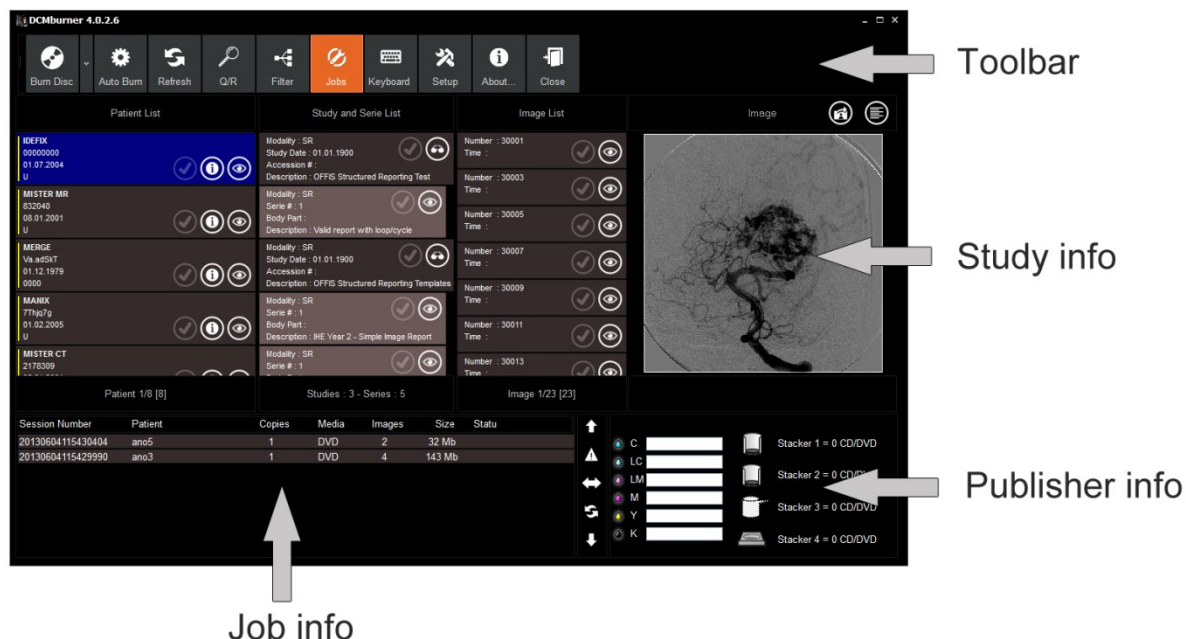 DCMburner 4.0.2.6
Burn Disc
Auto Burn
Refresh
Q/R
Filter
Jobs
Keyboard
Setup
About...
Close
Toolbar
Patient List
Study and Serie List
Image List
Image
IDEFIX
00000000
01.07.2004
U
MISTER MR
832040
08.01.2001
U
MERGE
Va.adSkT
01.12.1979
0000
MANIX
7Thjq7g
01.02.2005
U
MISTER CT
2178309
Modality : SR
Study Date : 01.01.1900
Accession # :
Description : OFFIS Structured Reporting Test
Modality : SR
Serie # : 1
Body Part :
Description : Valid report with loop/cycle
Modality : SR
Study Date : 01.01.1900
Accession # :
Description : OFFIS Structured Reporting Templates
Modality : SR
Serie # : 1
Body Part :
Description : IHE Year 2 - Simple Image Report
Modality : SR
Serie # : 1
Number : 30001
Time :
Number : 30003
Time :
Number : 30005
Time :
Number : 30007
Time :
Number : 30009
Time :
Number : 30011
Time :
Number : 30013
Time :
Study info
Patient 1/8 [8]
Studies : 3 - Series : 5
Image 1/23 [23]
Session Number Patient Copies Media Images Size Statu
20130604115430404 ano5 1 DVD 2 32 Mb
20130604115429990 ano3 1 DVD 4 143 Mb
C
LC
LM
M
Y
K
Stacker 1 = 0 CD/DVD
Stacker 2 = 0 CD/DVD
Stacker 3 = 0 CD/DVD
Stacker 4 = 0 CD/DVD
Publisher info
Job info